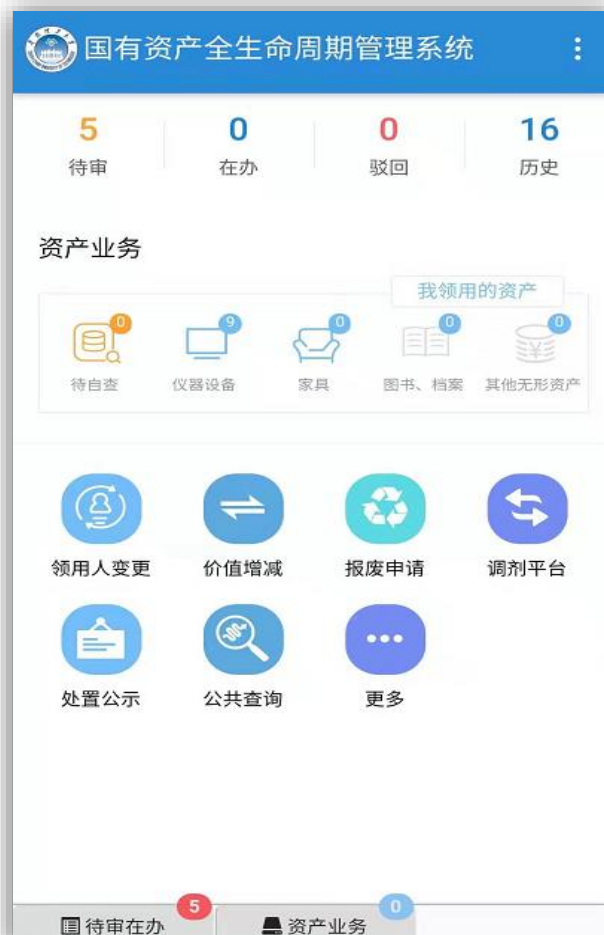 国有资产全生命周期管理系统
5 0 0 16
待审 在办 驳回 历史
资产业务
我领用的资产
0 9 0 0 0
待自查 仪器设备 家具 图书、档案 其他无形资产
领用人变更 价值增减 报废申请 调剂平台
处置公示 公共查询 更多
5 0
待审在办 资产业务